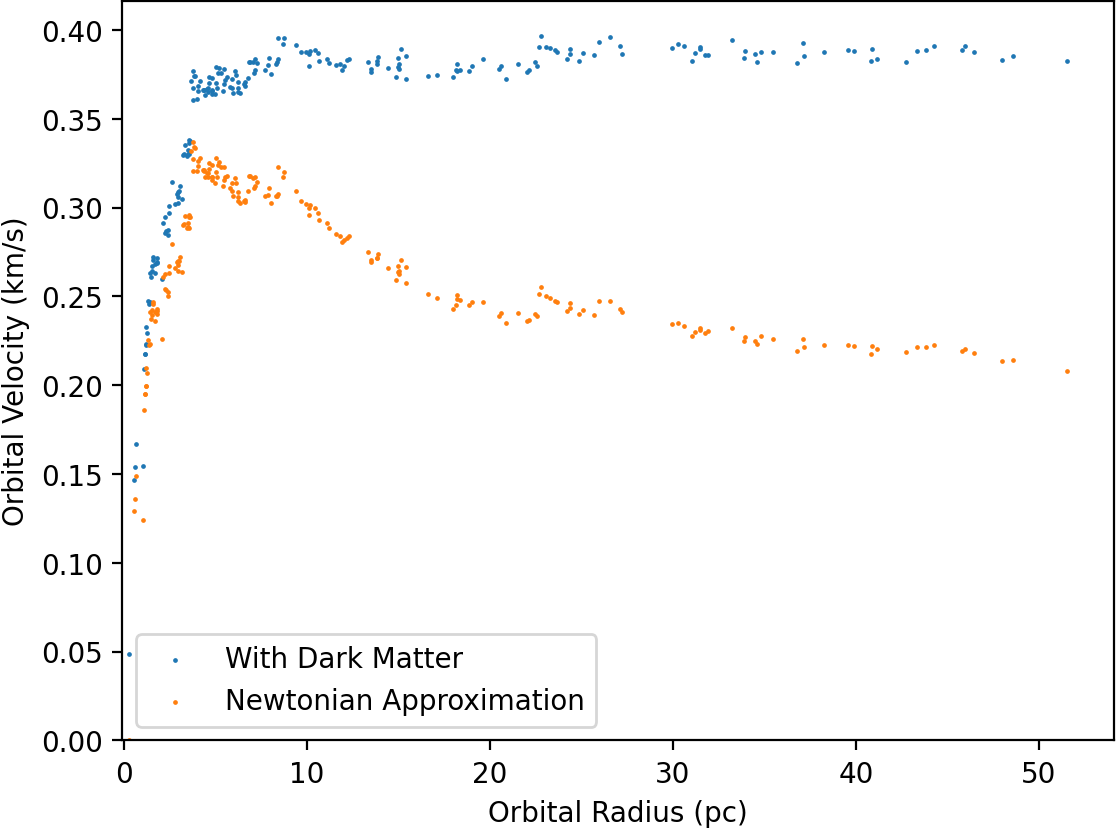 0.40
0.35
0.30
0.25
0.20
0.15
0.10
0.05
0.00
Orbital Velocity (km/s)
With Dark Matter
Newtonian Approximation
0 10 20 30 40 50
Orbital Radius (pc)